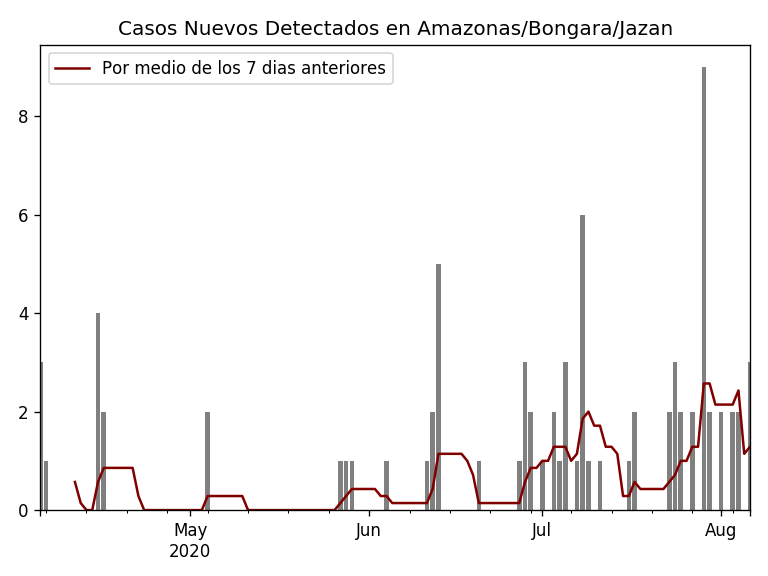 Casos Nuevos Detectados en Amazonas/Bongara/Jazan
Por medio de los 7 dias anteriores
8
6
4
2
0
May Jun Jul Aug
2020